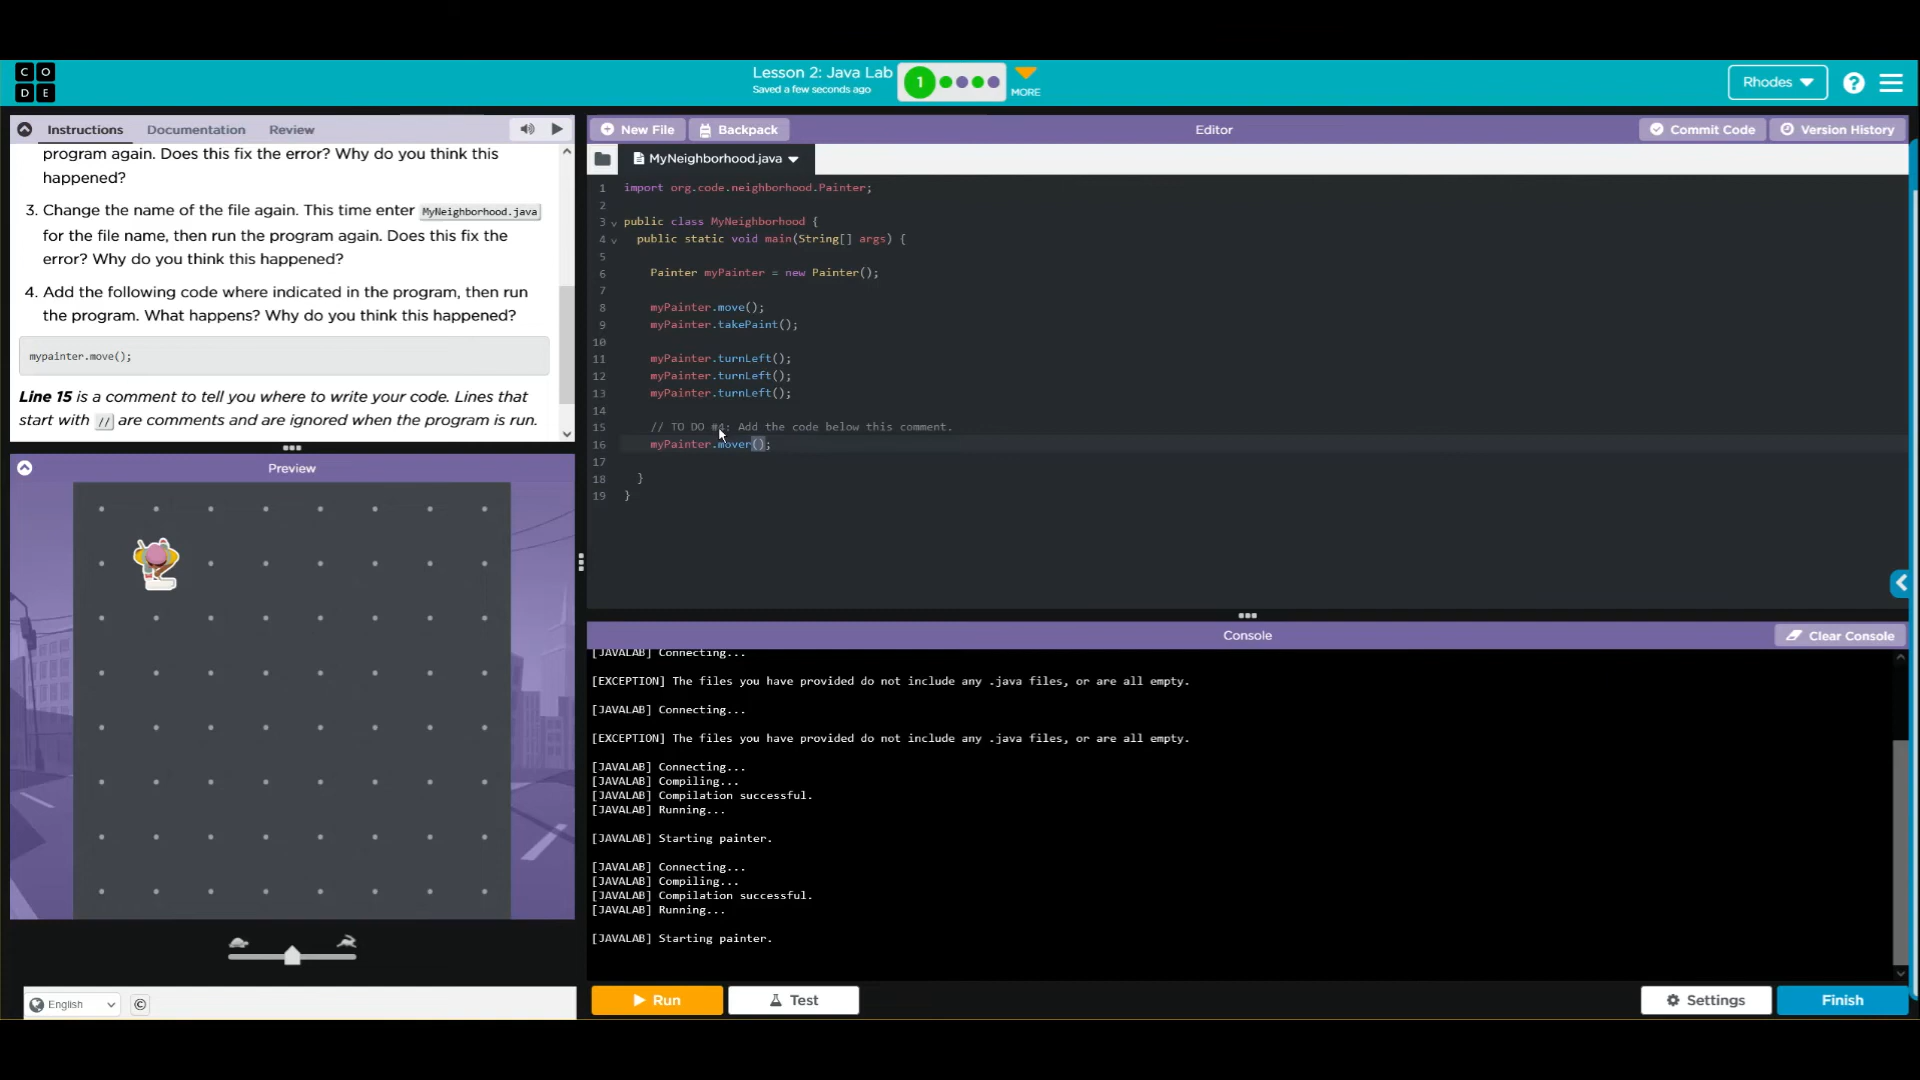 C O
D E
Lesson 2: Java Lab
Saved a few seconds ago
1
MORE
Rhodes
?
Instructions Documentation Review
program again. Does this fix the error? Why do you think this
happened?
3. Change the name of the file again. This time enter MyNeighborhood.java
for the file name, then run the program again. Does this fix the
error? Why do you think this happened?
4. Add the following code where indicated in the program, then run
the program. What happens? Why do you think this happened?
mypainter.move();
Line 15 is a comment to tell you where to write your code. Lines that
start with // are comments and are ignored when the program is run.
Preview
English
©
New File Backpack Editor Commit Code Version History
MyNeighborhood.java
1 import org.code.neighborhood.Painter;
2
3 public class MyNeighborhood {
4 public static void main(String[] args) {
5
6 Painter myPainter = new Painter();
7
8 myPainter.move();
9 myPainter.takePaint();
10
11 myPainter.turnLeft();
12 myPainter.turnLeft();
13 myPainter.turnLeft();
14
15 // TO DO #4: Add the code below this comment.
16 myPainter.mover();
17
18 }
19 }
Console
Clear Console
[JAVALAB] Connecting...
[EXCEPTION] The files you have provided do not include any .java files, or are all empty.
[JAVALAB] Connecting...
[EXCEPTION] The files you have provided do not include any .java files, or are all empty.
[JAVALAB] Connecting...
[JAVALAB] Compiling...
[JAVALAB] Compilation successful.
[JAVALAB] Running...
[JAVALAB] Starting painter.
[JAVALAB] Connecting...
[JAVALAB] Compiling...
[JAVALAB] Compilation successful.
[JAVALAB] Running...
[JAVALAB] Starting painter.
Run Test Settings Finish